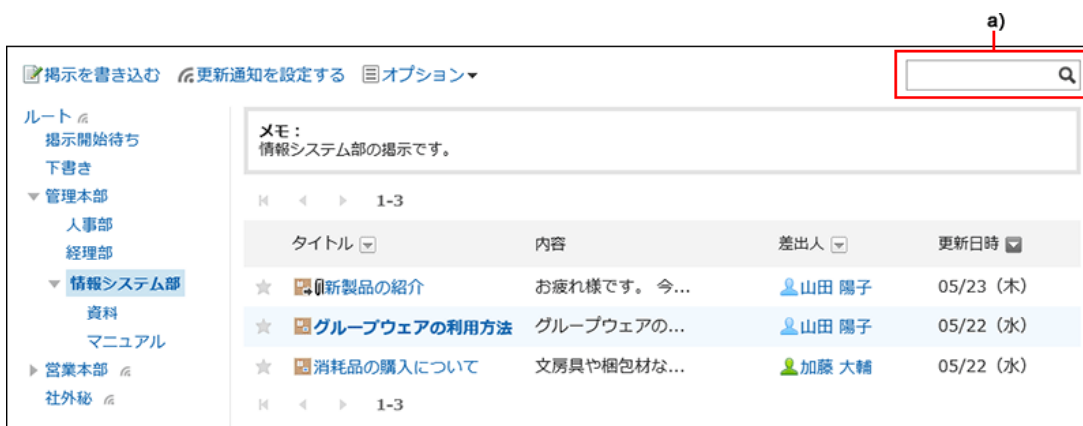 a)
掲示を書き込む 更新通知を設定する オプション▼
ルート
掲示開始待ち
下書き
管理本部
人事部
経理部
情報システム部
資料
マニュアル
営業本部
社外秘
メモ：
情報システム部の掲示です。
1-3
タイトル 内容 差出人 更新日時
新製品の紹介 お疲れ様です。 今... 山田 陽子 05/23（木）
グループウェアの利用方法 グループウェアの... 山田 陽子 05/22（水）
消耗品の購入について 文房具や梱包材な... 加藤 大輔 05/22（水）
1-3